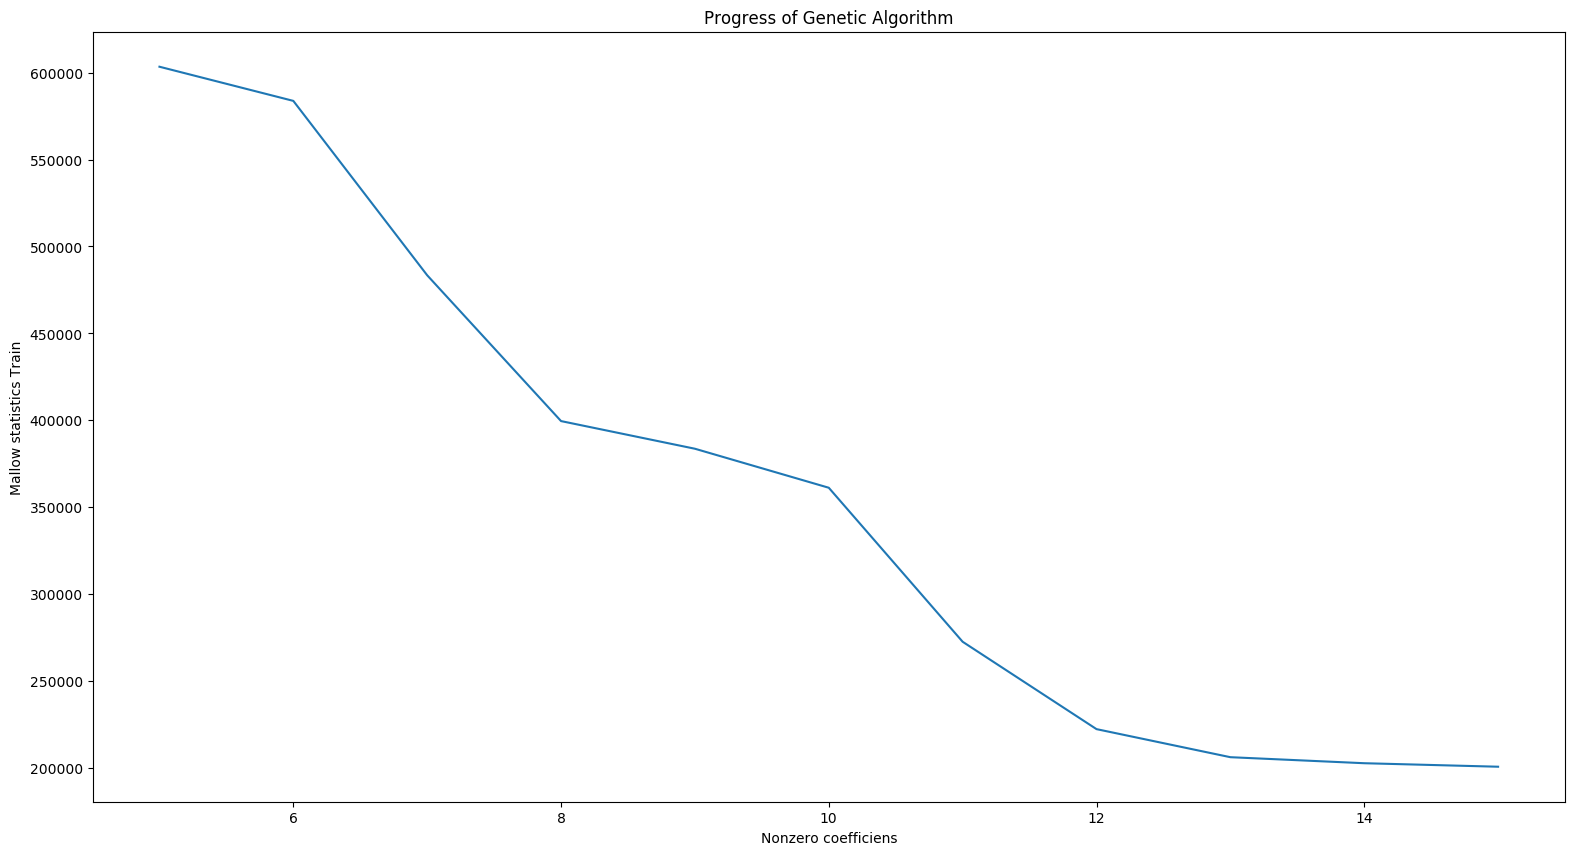 Progress of Genetic Algorithm
Mallow statistics Train
600000
550000
500000
450000
400000
350000
300000
250000
200000
6 8 10 12 14
Nonzero coefficiens